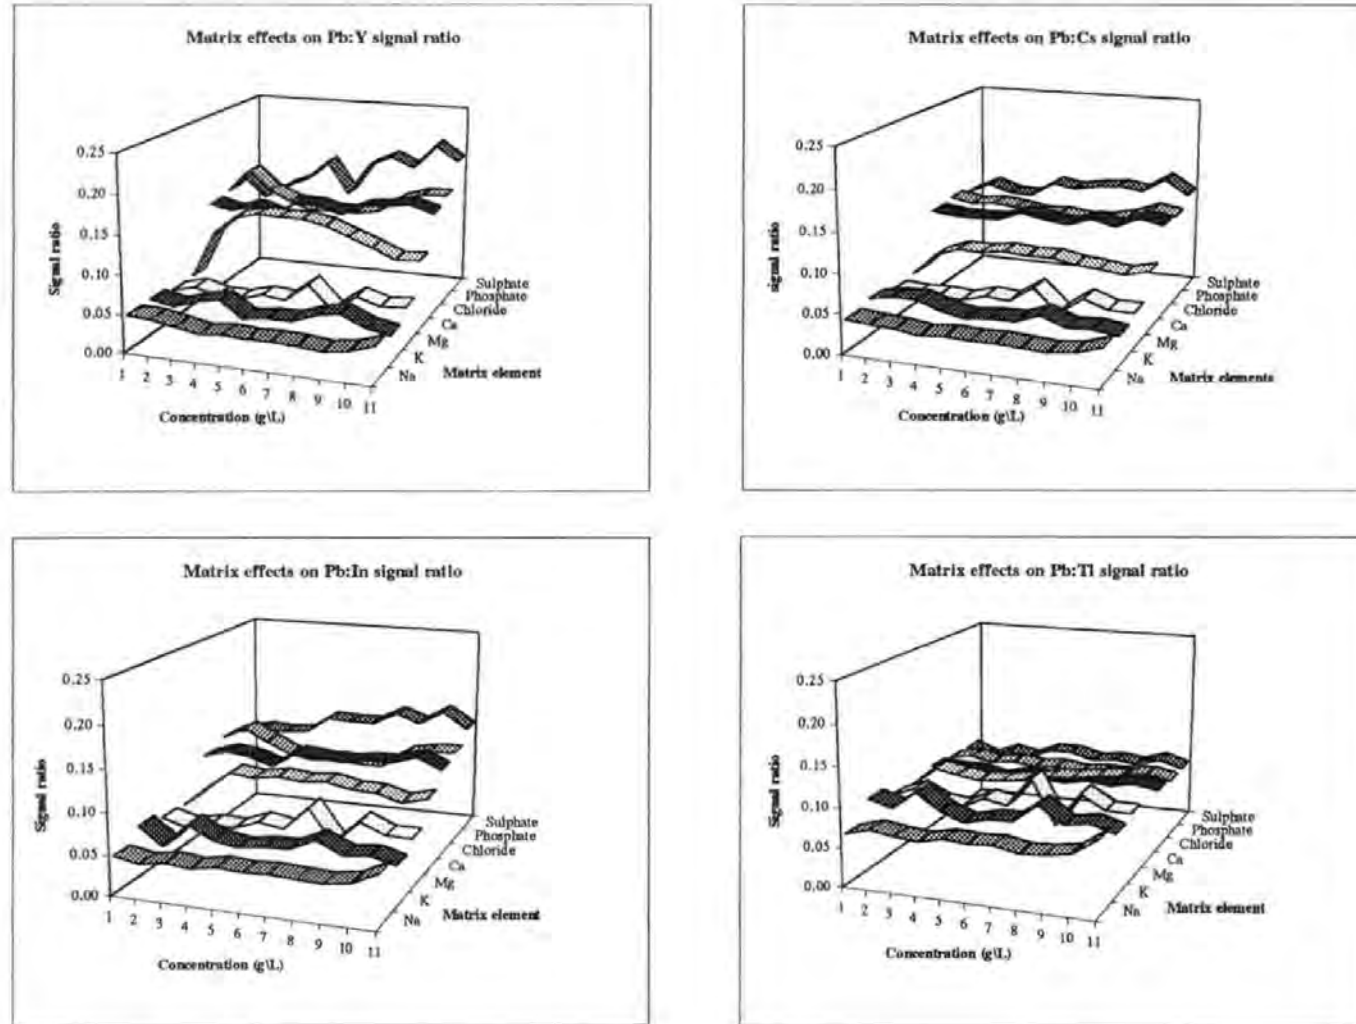 Matrix effects on Pb:Y signal ratio
0.25
0.20
0.15
0.10
0.05
0.00
Signal ratio
1 2 3 4 5 6 7 8 9 10 11
Concentration (g\L)
Sulphate
Phosphate
Chloride
Ca
Mg
K
Na
Matrix element
Matrix effects on Pb:Cs signal ratio
0.25
0.20
0.15
0.10
0.05
0.00
signal ratio
1 2 3 4 5 6 7 8 9 10 11
Concentration (g\L)
Sulphate
Phosphate
Chloride
Ca
Mg
K
Na
Matrix elements
Matrix effects on Pb:In signal ratio
0.25
0.20
0.15
0.10
0.05
0.00
Signal ratio
1 2 3 4 5 6 7 8 9 10 11
Concentration (g\L)
Sulphate
Phosphate
Chloride
Ca
Mg
K
Na
Matrix element
Matrix effects on Pb:Tl signal ratio
0.25
0.20
0.15
0.10
0.05
0.00
Signal ratio
1 2 3 4 5 6 7 8 9 10 11
Concentration (g\L)
Sulphate
Phosphate
Chloride
Ca
Mg
K
Na
Matrix element